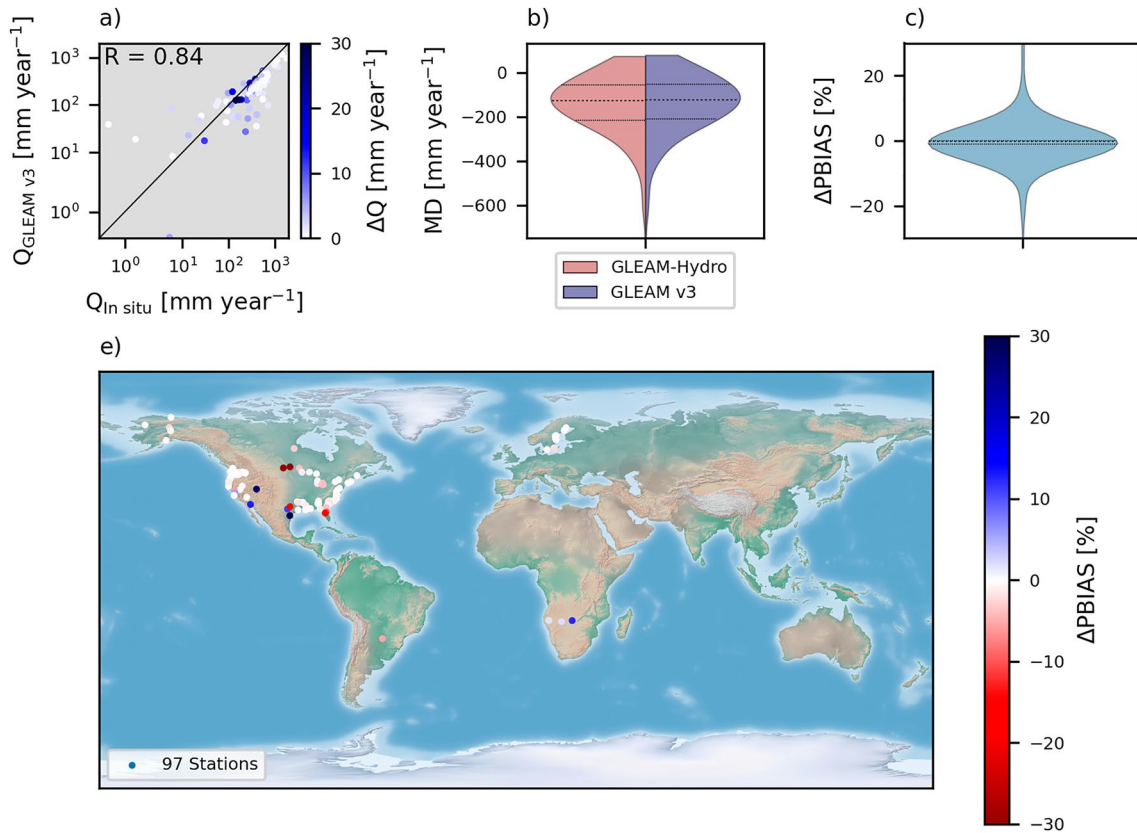 a)
b)
c)
R = 0.84
Q_GLEAM v3 [mm year⁻¹]
10³
10²
10¹
10⁰
10⁰
10¹
10²
10³
Q_In situ [mm year⁻¹]
30
20
10
0
ΔQ [mm year⁻¹]
MD [mm year⁻¹]
0
−200
−400
−600
GLEAM-Hydro
GLEAM v3
ΔPBIAS [%]
20
0
−20
e)
97 Stations
30
20
10
0
−10
−20
−30
ΔPBIAS [%]